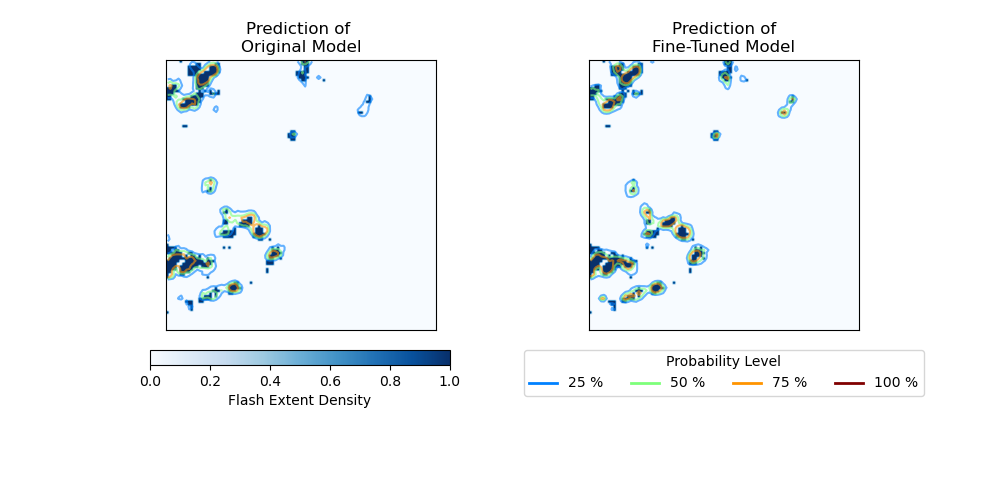 Prediction of
Original Model
Prediction of
Fine-Tuned Model
0.0 0.2 0.4 0.6 0.8 1.0
Flash Extent Density
Probability Level
25 % 50 % 75 % 100 %